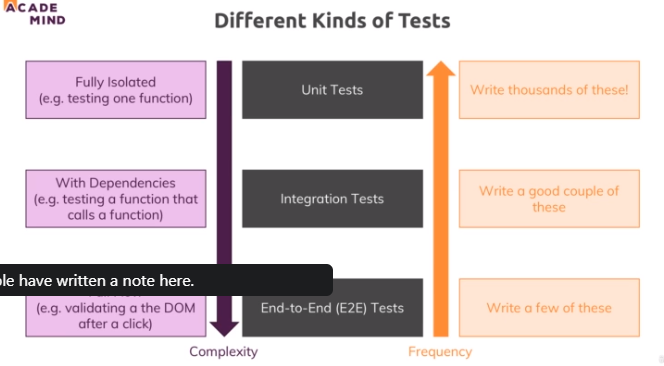 ACADE
MIND
Different Kinds of Tests
Fully Isolated
(e.g. testing one function)
Unit Tests
Write thousands of these!
With Dependencies
(e.g. testing a function that
calls a function)
Integration Tests
Write a good couple of
these
have written a note here.
(e.g. validating a the DOM
after a click)
End-to-End (E2E) Tests
Write a few of these
Complexity
Frequency